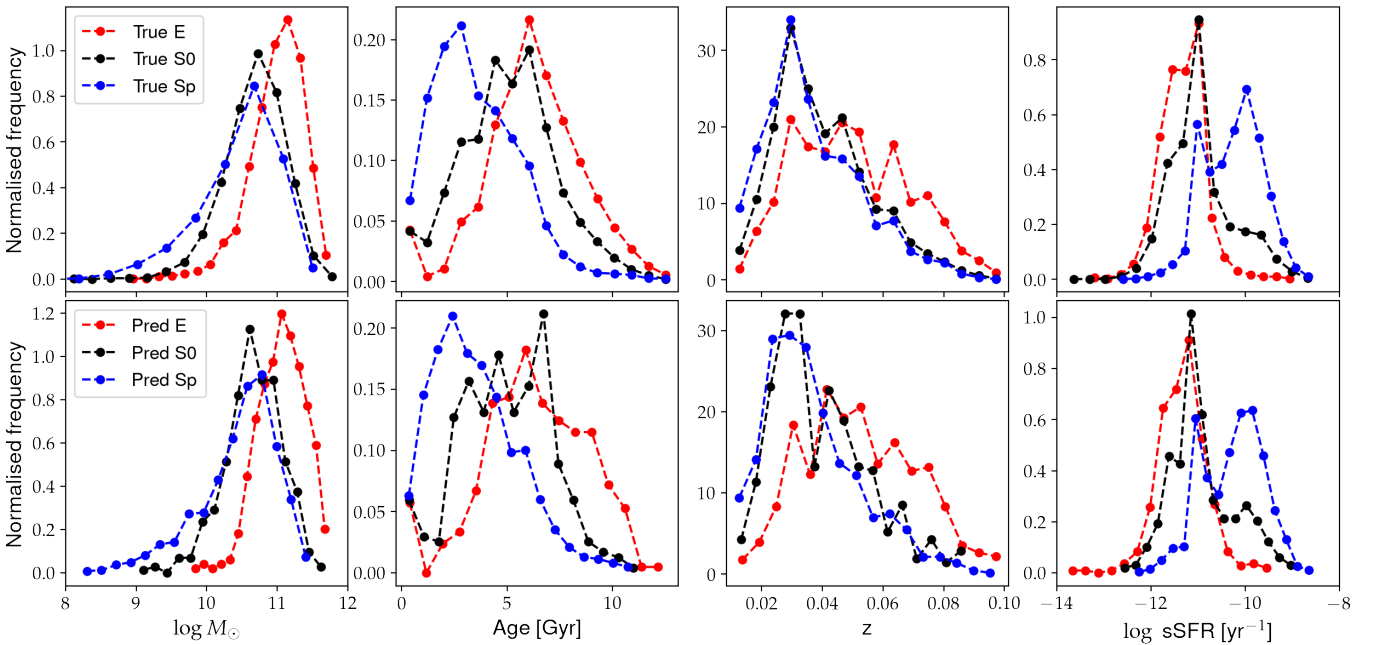 Normalised frequency
1.0
0.8
0.6
0.4
0.2
0.0
True E
True S0
True Sp
0.20
0.15
0.10
0.05
0.00
30
20
10
0
0.8
0.6
0.4
0.2
0.0
Normalised frequency
1.2
1.0
0.8
0.6
0.4
0.2
0.0
Pred E
Pred S0
Pred Sp
0.20
0.15
0.10
0.05
0.00
30
20
10
0
1.0
0.8
0.6
0.4
0.2
0.0
8 9 10 11 12
0 5 10
0.02 0.04 0.06 0.08 0.10
−14 −12 −10 −8
log M⊙
Age [Gyr]
z
log sSFR [yr⁻¹]